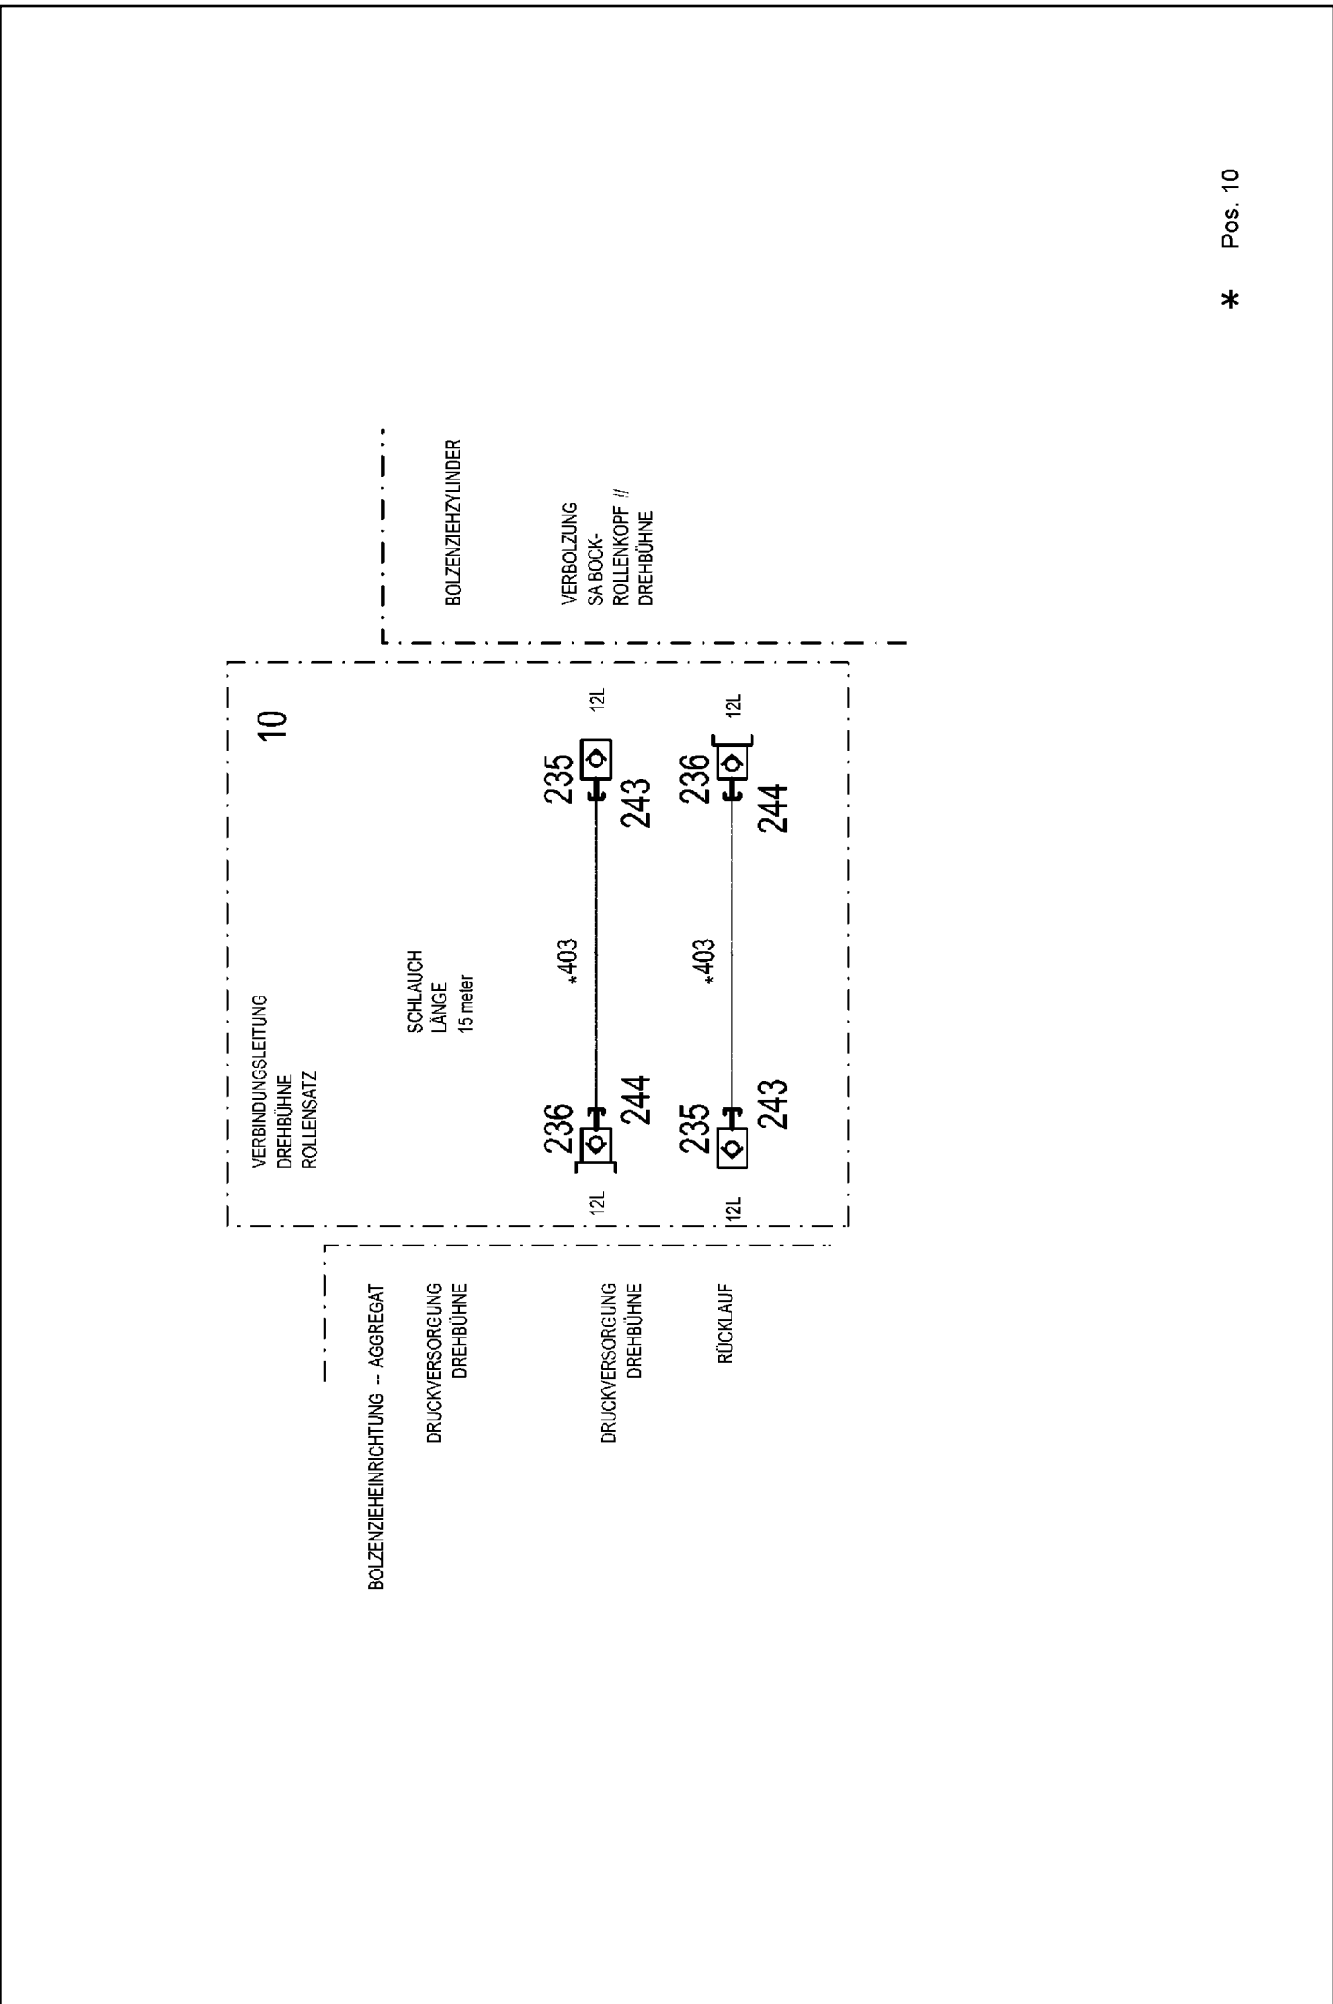 VERBINDUNGSLEITUNG
DREHBÜHNE
ROLLENSATZ
10
SCHLAUCH
LÄNGE
15 meter
BOLZENZIEHEINRICHTUNG -- AGGREGAT
DRUCKVERSORGUNG
DREHBÜHNE
BOLZENZIEHZYLINDER
VERBOLZUNG
SA BOCK-
ROLLENKOPF //
DREHBÜHNE
DRUCKVERSORGUNG
DREHBÜHNE
12L
236
244
*403
235
243
12L
RÜCKLAUF
12L
235
243
*403
236
244
12L
* Pos. 10